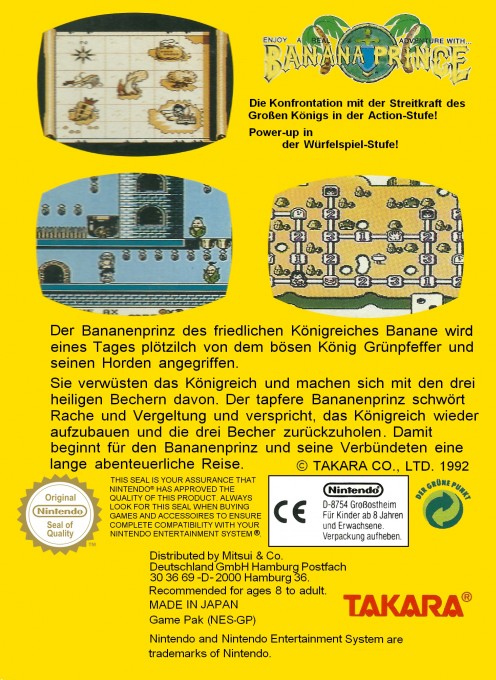 ENJOY A REAL ADVENTURE WITH...
BANANA PRINCE
Die Konfrontation mit der Streitkraft des
Großen Königs in der Action-Stufe!
Power-up in
der Würfelspiel-Stufe!
Der Bananenprinz des friedlichen Königreiches Banane wird
eines Tages plötzilch von dem bösen König Grünpfeffer und
seinen Horden angegriffen.
Sie verwüsten das Königreich und machen sich mit den drei
heiligen Bechern davon. Der tapfere Bananenprinz schwört
Rache und Vergeltung und verspricht, das Königreich wieder
aufzubauen und die drei Becher zurückzuholen. Damit
beginnt für den Bananenprinz und seine Verbündeten eine
lange abenteuerliche Reise. © TAKARA CO., LTD. 1992
Original
Nintendo
Seal of
Quality
TM
THIS SEAL IS YOUR ASSURANCE THAT
NINTENDO® HAS APPROVED THE
QUALITY OF THIS PRODUCT. ALWAYS
LOOK FOR THIS SEAL WHEN BUYING
GAMES AND ACCESSOIRES TO ENSURE
COMPLETE COMPATIBILITY WITH YOUR
NINTENDO ENTERTAINMENT SYSTEM®.
CE
Nintendo®
D-8754 Großostheim
Für Kinder ab 8 Jahren
und Erwachsene.
Verpackung aufheben.
DER GRÜNE PUNKT
Distributed by Mitsui & Co.
Deutschland GmbH Hamburg Postfach
30 36 69 -D- 2000 Hamburg 36.
Recommended for ages 8 to adult.
MADE IN JAPAN
Game Pak (NES-GP)
TAKARA®
Nintendo and Nintendo Entertainment System are
trademarks of Nintendo.